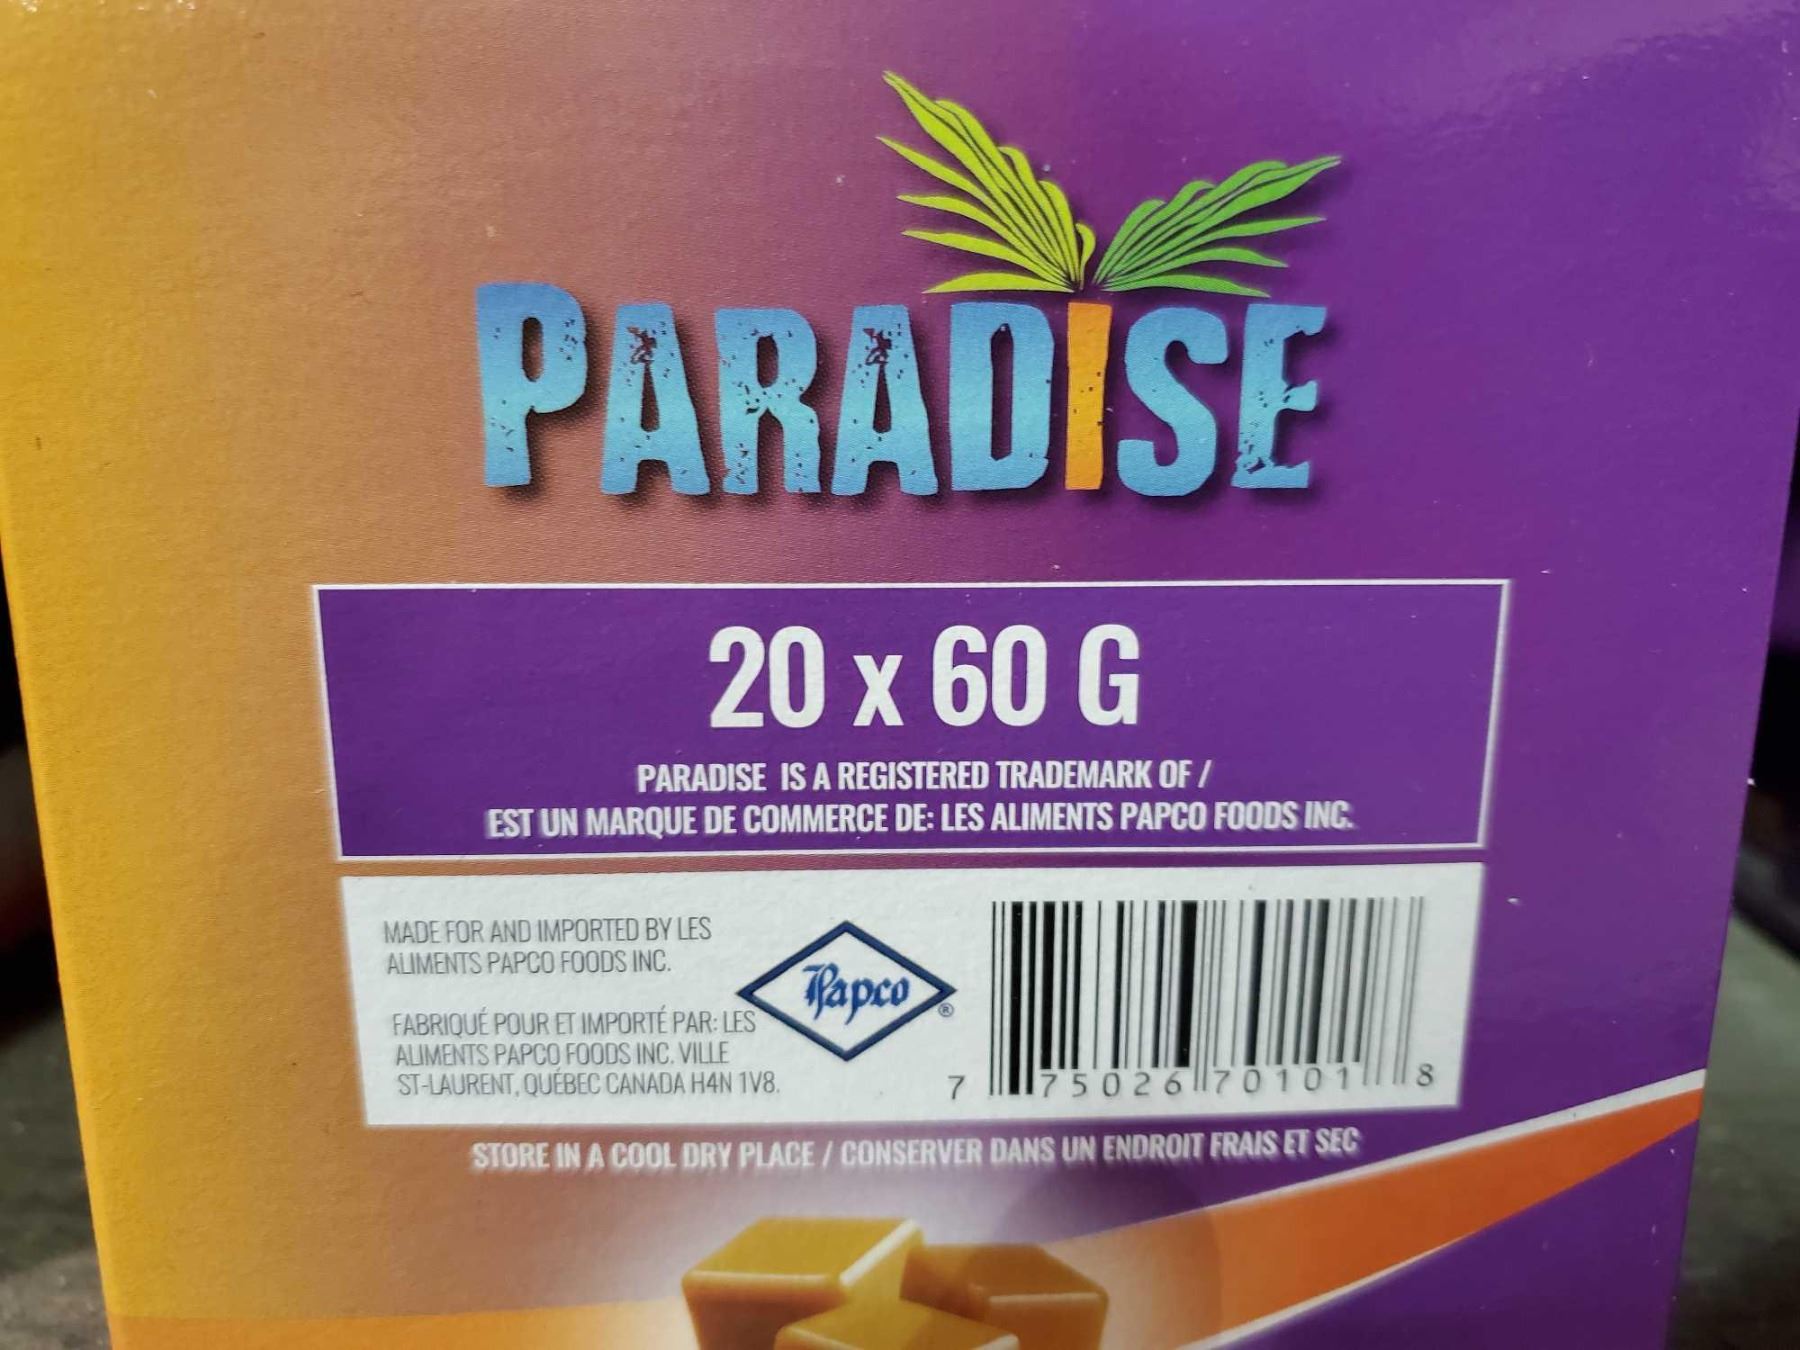 PARADISE
20 x 60 G
PARADISE IS A REGISTERED TRADEMARK OF /
EST UN MARQUE DE COMMERCE DE: LES ALIMENTS PAPCO FOODS INC.
MADE FOR AND IMPORTED BY LES
ALIMENTS PAPCO FOODS INC.
FABRIQUÉ POUR ET IMPORTÉ PAR: LES
ALIMENTS PAPCO FOODS INC. VILLE
ST-LAURENT, QUÉBEC CANADA H4N 1V8.
Papco ®
7 75026 70101 8
STORE IN A COOL DRY PLACE / CONSERVER DANS UN ENDROIT FRAIS ET SEC